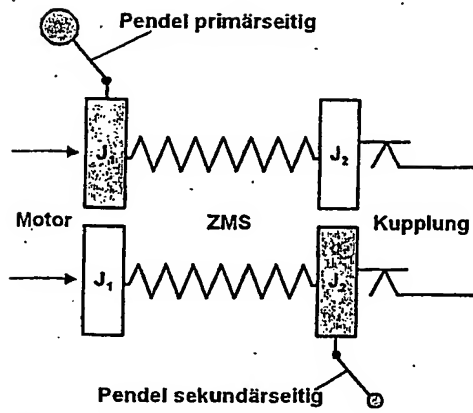 Pendel primärseitig
J₁ J₂
Motor ZMS Kupplung
J₁ J₂
Pendel sekundärseitig